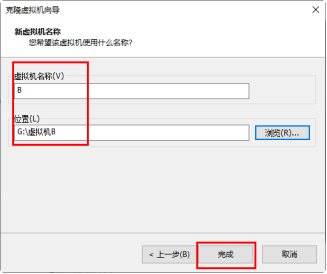 克隆虚拟机向导
新虚拟机名称
您希望该虚拟机使用什么名称?
虚拟机名称(V)
B
位置(L)
G:\虚拟机B
浏览(R)...
< 上一步(B) 完成 取消